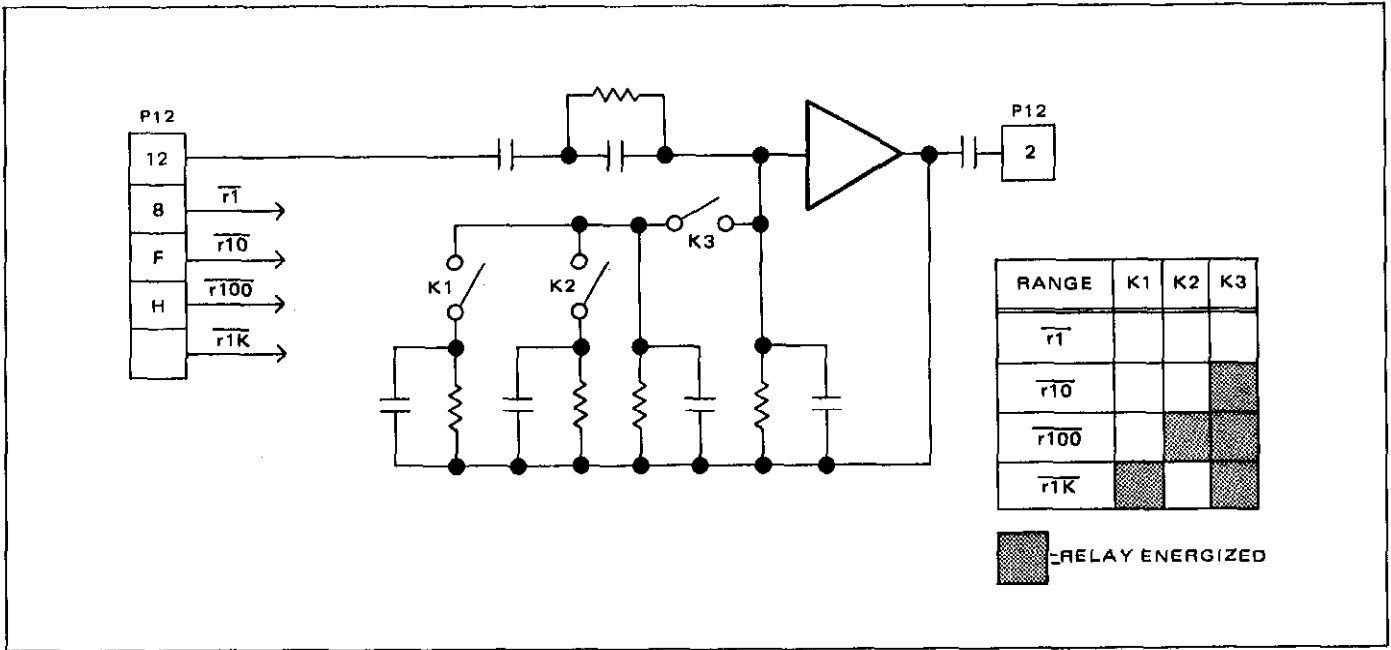 P12
12
8
F
H
r1
r10
r100
r1K
K1
K2
K3
P12
2
RANGE K1 K2 K3
r1
r10
r100
r1K
=RELAY ENERGIZED